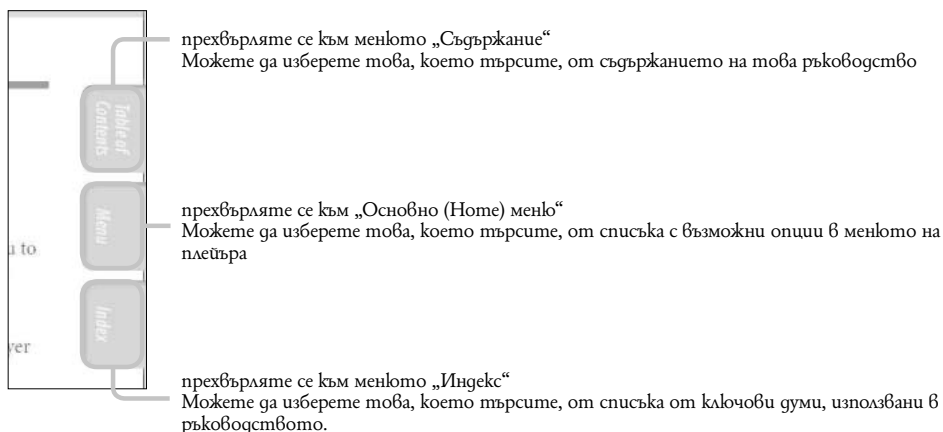 прехвърляте се към менюто „Съдържание“
Можете да изберете това, което търсите, от съдържанието на това ръководство
Table of
Contents
прехвърляте се към „Основно (Home) меню“
Можете да изберете това, което търсите, от списъка с възможни опции в менюто на
плейъра
Menu
u to
Index
ver
прехвърляте се към менюто „Индекс“
Можете да изберете това, което търсите, от списъка от ключови думи, използвани в
ръководството.